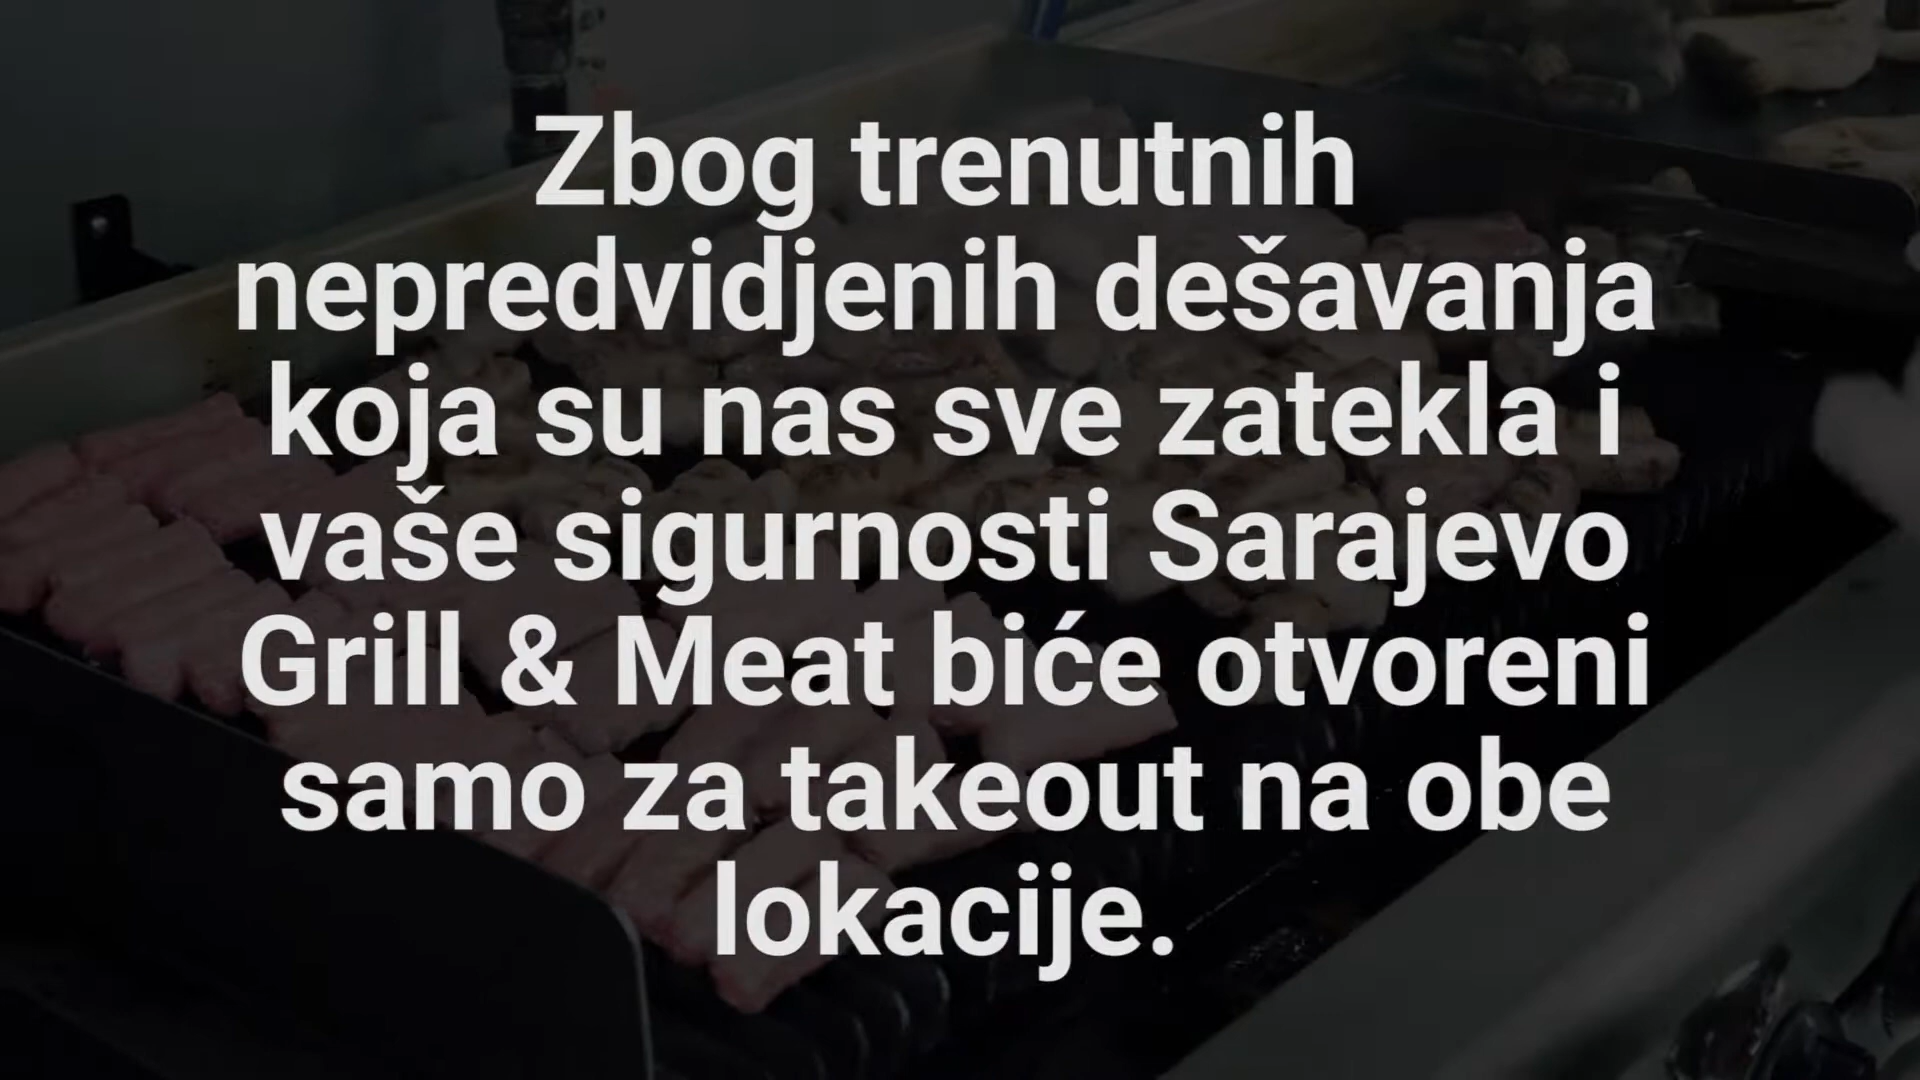 Zbog trenutnih
nepredvidjenih dešavanja
koja su nas sve zatekla i
vaše sigurnosti Sarajevo
Grill & Meat biće otvoreni
samo za takeout na obe
lokacije.